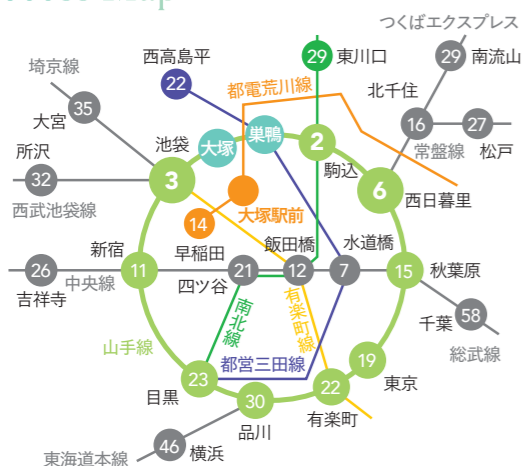 Map
つくばエクスプレス
西高島平
22
29
東川口
29
南流山
埼京線
都電荒川線
北千住
大宮
35
池袋
大塚
巣鴨
2
駒込
16
27
常盤線
松戸
所沢
32
3
6
西日暮里
西武池袋線
大塚駅前
14
早稲田
新宿
飯田橋
水道橋
26
中央線
11
21
12
7
15
秋葉原
吉祥寺
四ツ谷
南北線
有楽町線
千葉
58
山手線
都営三田線
総武線
19
東京
23
目黒
22
有楽町
30
品川
東海道本線
46
横浜